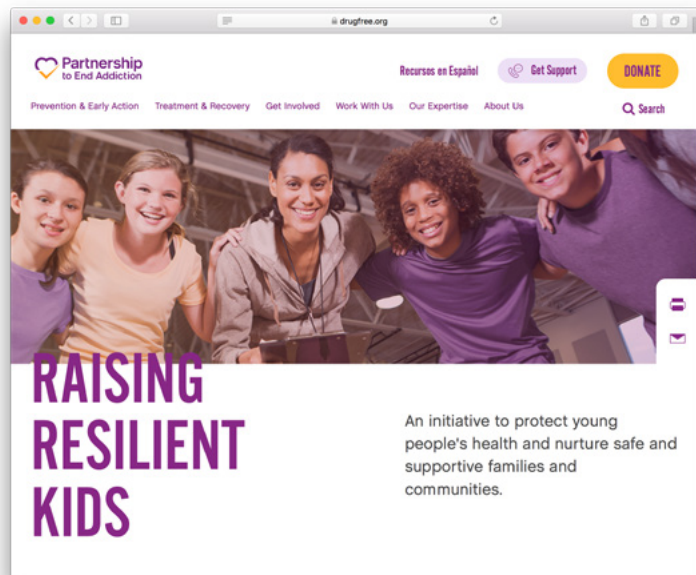 drugfree.org
Partnership
to End Addiction
Recursos en Español
Get Support
DONATE
Prevention & Early Action Treatment & Recovery Get Involved Work With Us Our Expertise About Us
Search
RAISING
RESILIENT
KIDS
An initiative to protect young
people's health and nurture safe and
supportive families and
communities.